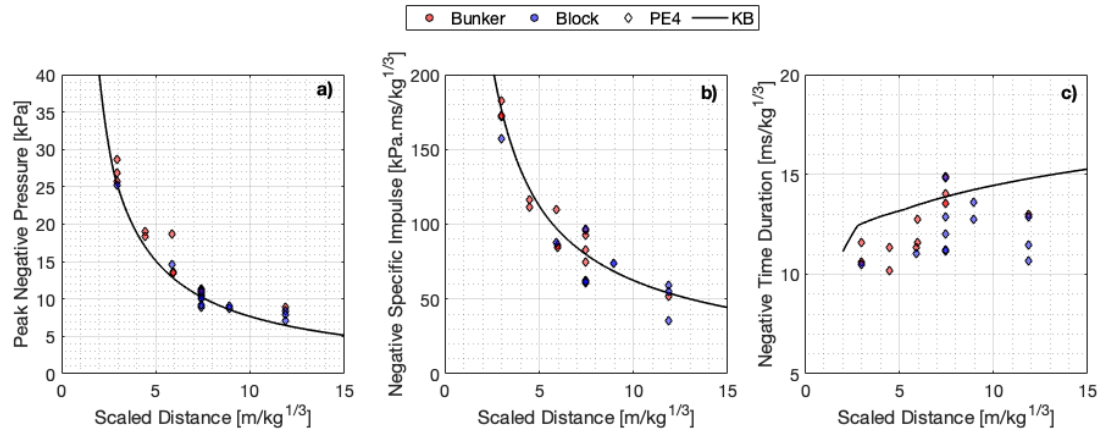 Bunker Block PE4 KB
a)
40
35
30
25
20
15
10
5
0
Peak Negative Pressure [kPa]
0 5 10 15
Scaled Distance [m/kg^{1/3}]
b)
200
150
100
50
0
Negative Specific Impulse [kPa.ms/kg^{1/3}]
0 5 10 15
Scaled Distance [m/kg^{1/3}]
c)
20
15
10
5
Negative Time Duration [ms/kg^{1/3}]
0 5 10 15
Scaled Distance [m/kg^{1/3}]